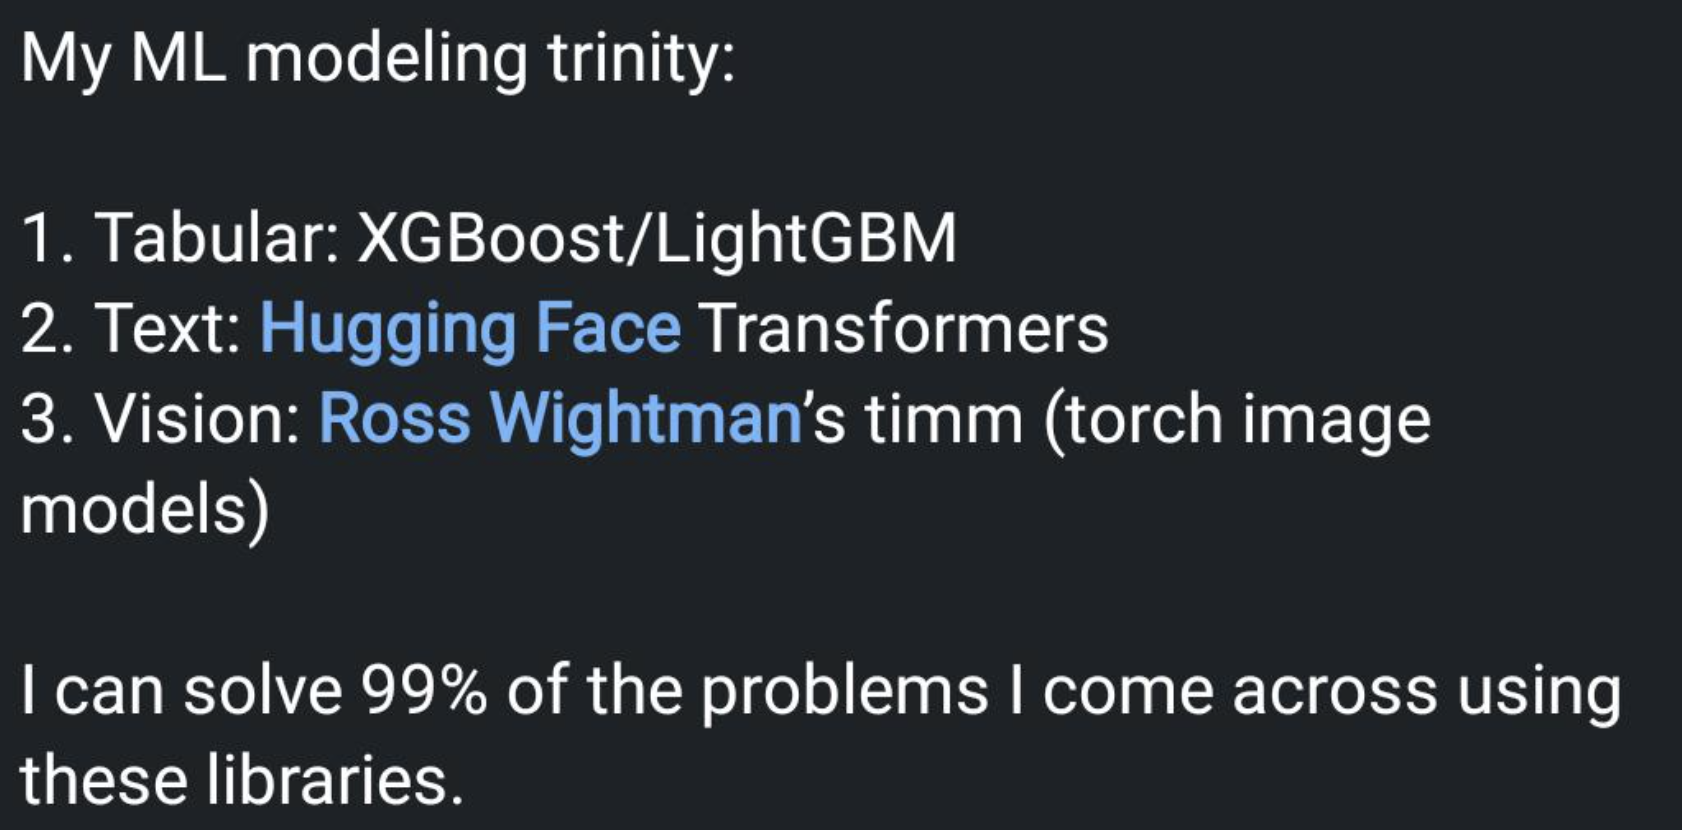 My ML modeling trinity:
1. Tabular: XGBoost/LightGBM
2. Text: Hugging Face Transformers
3. Vision: Ross Wightman’s timm (torch image
models)
I can solve 99% of the problems I come across using
these libraries.